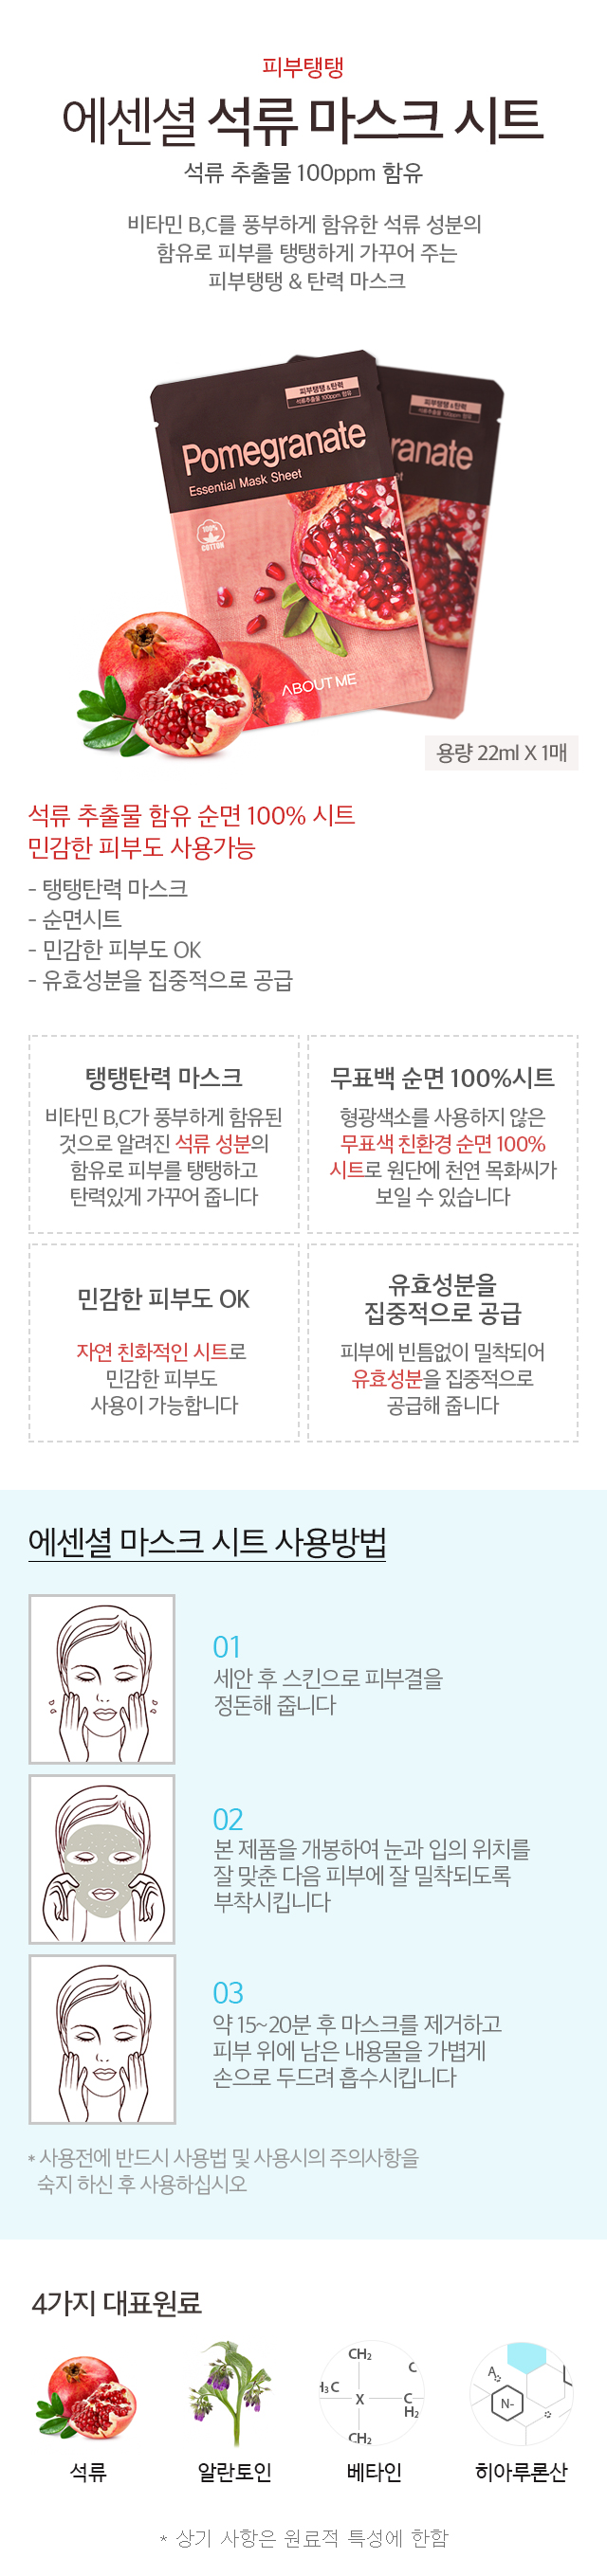 피부탱탱
에센셜 석류 마스크 시트
석류 추출물 100ppm 함유
비타민 B,C를 풍부하게 함유한 석류 성분의
함유로 피부를 탱탱하게 가꾸어 주는
피부탱탱 & 탄력 마스크
피부탱탱 & 탄력
석류추출물 100ppm 함유
Pomegranate
Essential Mask Sheet
100%
COTTON
ABOUT ME
피부탱탱 & 탄력
석류추출물 100ppm 함유
ranate
et
용량 22ml X 1매
석류 추출물 함유 순면 100% 시트
민감한 피부도 사용가능
- 탱탱탄력 마스크
- 순면시트
- 민감한 피부도 OK
- 유효성분을 집중적으로 공급
탱탱탄력 마스크
비타민 B,C가 풍부하게 함유된
것으로 알려진 석류 성분의
함유로 피부를 탱탱하고
탄력있게 가꾸어 줍니다
무표백 순면 100%시트
형광색소를 사용하지 않은
무표색 친환경 순면 100%
시트로 원단에 천연 목화씨가
보일 수 있습니다
민감한 피부도 OK
자연 친화적인 시트로
민감한 피부도
사용이 가능합니다
유효성분을
집중적으로 공급
피부에 빈틈없이 밀착되어
유효성분을 집중적으로
공급해 줍니다
에센셜 마스크 시트 사용방법
01
세안 후 스킨으로 피부결을
정돈해 줍니다
02
본 제품을 개봉하여 눈과 입의 위치를
잘 맞춘 다음 피부에 잘 밀착되도록
부착시킵니다
03
약 15~20분 후 마스크를 제거하고
피부 위에 남은 내용물을 가볍게
손으로 두드려 흡수시킵니다
* 사용전에 반드시 사용법 및 사용시의 주의사항을
숙지 하신 후 사용하십시오
4가지 대표원료
CH₂
C
H₃C
X
C
H₂
CH₂
A
N-
석류
알란토인
베타인
히아루론산
* 상기 사항은 원료적 특성에 한함